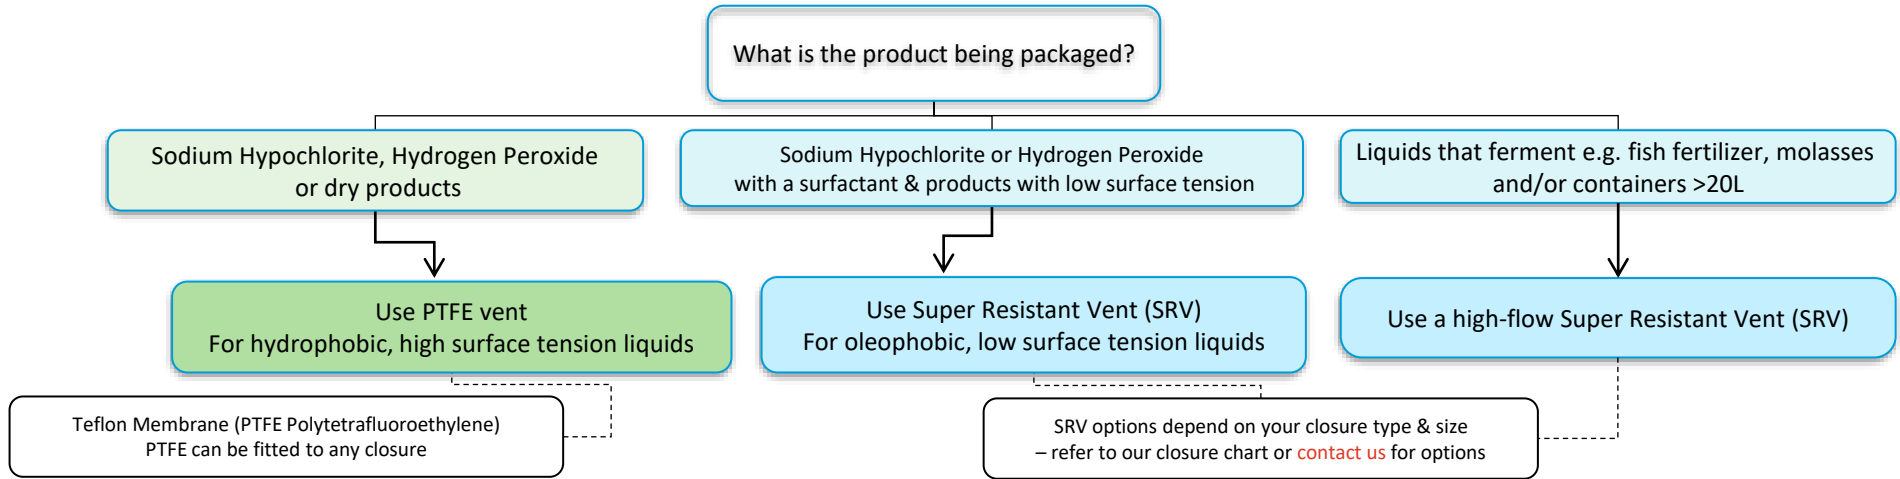 What is the product being packaged?
Sodium Hypochlorite, Hydrogen Peroxide
or dry products
Sodium Hypochlorite or Hydrogen Peroxide
with a surfactant & products with low surface tension
Liquids that ferment e.g. fish fertilizer, molasses
and/or containers >20L
Use PTFE vent
For hydrophobic, high surface tension liquids
Use Super Resistant Vent (SRV)
For oleophobic, low surface tension liquids
Use a high-flow Super Resistant Vent (SRV)
Teflon Membrane (PTFE Polytetrafluoroethylene)
PTFE can be fitted to any closure
SRV options depend on your closure type & size
– refer to our closure chart or contact us for options